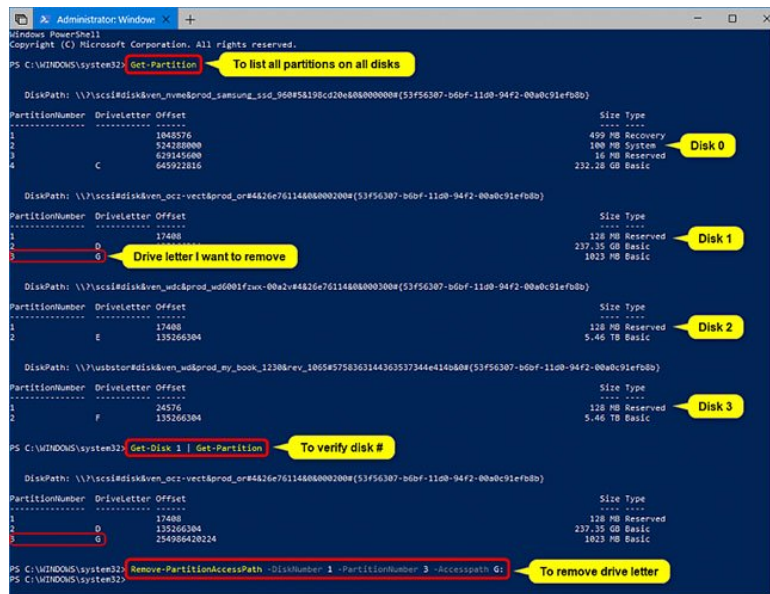 Administrator: Window:
Windows PowerShell
Copyright (C) Microsoft Corporation. All rights reserved.
PS C:\WINDOWS\system32> Get-Partition
To list all partitions on all disks
DiskPath: \\?\scsi#disk&ven_nvme&prod_samsung_ssd_960#5&198cd20e&0&000000#{53f56307-b6bf-11d0-94f2-00a0c91efb8b}
PartitionNumber DriveLetter Offset Size Type
--------------- ----------- ------ ---- ----
1 1048576 499 MB Recovery
2 524288000 100 MB System
Disk 0
3 629145600 16 MB Reserved
4 C 645922816 232.28 GB Basic
DiskPath: \\?\scsi#disk&ven_ocz-vect&prod_or#4&26e76114&0&000200#{53f56307-b6bf-11d0-94f2-00a0c91efb8b}
PartitionNumber DriveLetter Offset Size Type
--------------- ----------- ------ ---- ----
1 17408 128 MB Reserved
Disk 1
2 D 237.35 GB Basic
3 G 1023 MB Basic
Drive letter I want to remove
DiskPath: \\?\scsi#disk&ven_wdc&prod_wd6001fzwx-00a2v#4&26e76114&0&000300#{53f56307-b6bf-11d0-94f2-00a0c91efb8b}
PartitionNumber DriveLetter Offset Size Type
--------------- ----------- ------ ---- ----
1 17408 128 MB Reserved
Disk 2
2 E 135266304 5.46 TB Basic
DiskPath: \\?\usbstor#disk&ven_wd&prod_my_book_1230&rev_1065#5758363144363537344e414b&0#{53f56307-b6bf-11d0-94f2-00a0c91efb8b}
PartitionNumber DriveLetter Offset Size Type
--------------- ----------- ------ ---- ----
1 24576 128 MB Reserved
Disk 3
2 F 135266304 5.46 TB Basic
PS C:\WINDOWS\system32> Get-Disk 1 | Get-Partition
To verify disk #
DiskPath: \\?\scsi#disk&ven_ocz-vect&prod_or#4&26e76114&0&000200#{53f56307-b6bf-11d0-94f2-00a0c91efb8b}
PartitionNumber DriveLetter Offset Size Type
--------------- ----------- ------ ---- ----
1 17408 128 MB Reserved
2 D 135266304 237.35 GB Basic
3 G 254986420224 1023 MB Basic
PS C:\WINDOWS\system32> Remove-PartitionAccessPath -DiskNumber 1 -PartitionNumber 3 -Accesspath G:
To remove drive letter
PS C:\WINDOWS\system32>